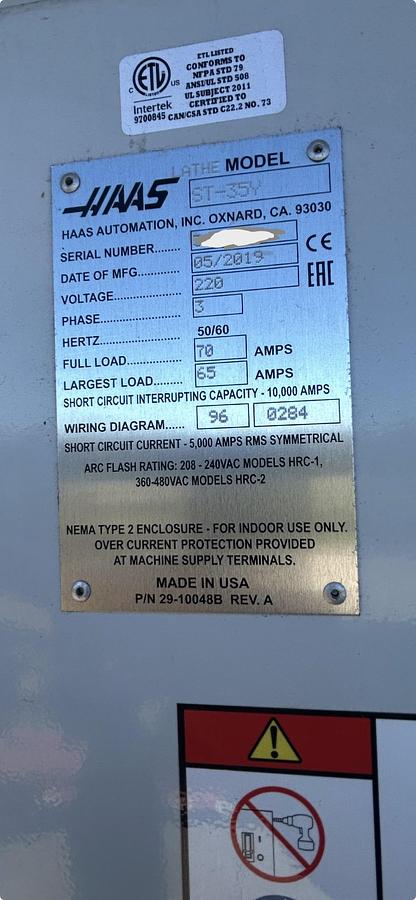 ETL LISTED
CONFORMS TO
NFPA STD 79
ANSI/UL STD 508
UL SUBJECT 2011
CERTIFIED TO
CAN/CSA STD C22.2 NO. 73
C ETL US
Intertek
9700845
HAAS
LATHE MODEL
ST-35Y
HAAS AUTOMATION, INC. OXNARD, CA. 93030
SERIAL NUMBER.......
CE
DATE OF MFG............. 05/2019
EAC
VOLTAGE..................... 220
PHASE......................... 3
HERTZ......................... 50/60
FULL LOAD.................. 70 AMPS
LARGEST LOAD......... 65 AMPS
SHORT CIRCUIT INTERRUPTING CAPACITY - 10,000 AMPS
WIRING DIAGRAM...... 96 0284
SHORT CIRCUIT CURRENT - 5,000 AMPS RMS SYMMETRICAL
ARC FLASH RATING: 208 - 240VAC MODELS HRC-1,
360-480VAC MODELS HRC-2
NEMA TYPE 2 ENCLOSURE - FOR INDOOR USE ONLY.
OVER CURRENT PROTECTION PROVIDED
AT MACHINE SUPPLY TERMINALS.
MADE IN USA
P/N 29-10048B REV. A